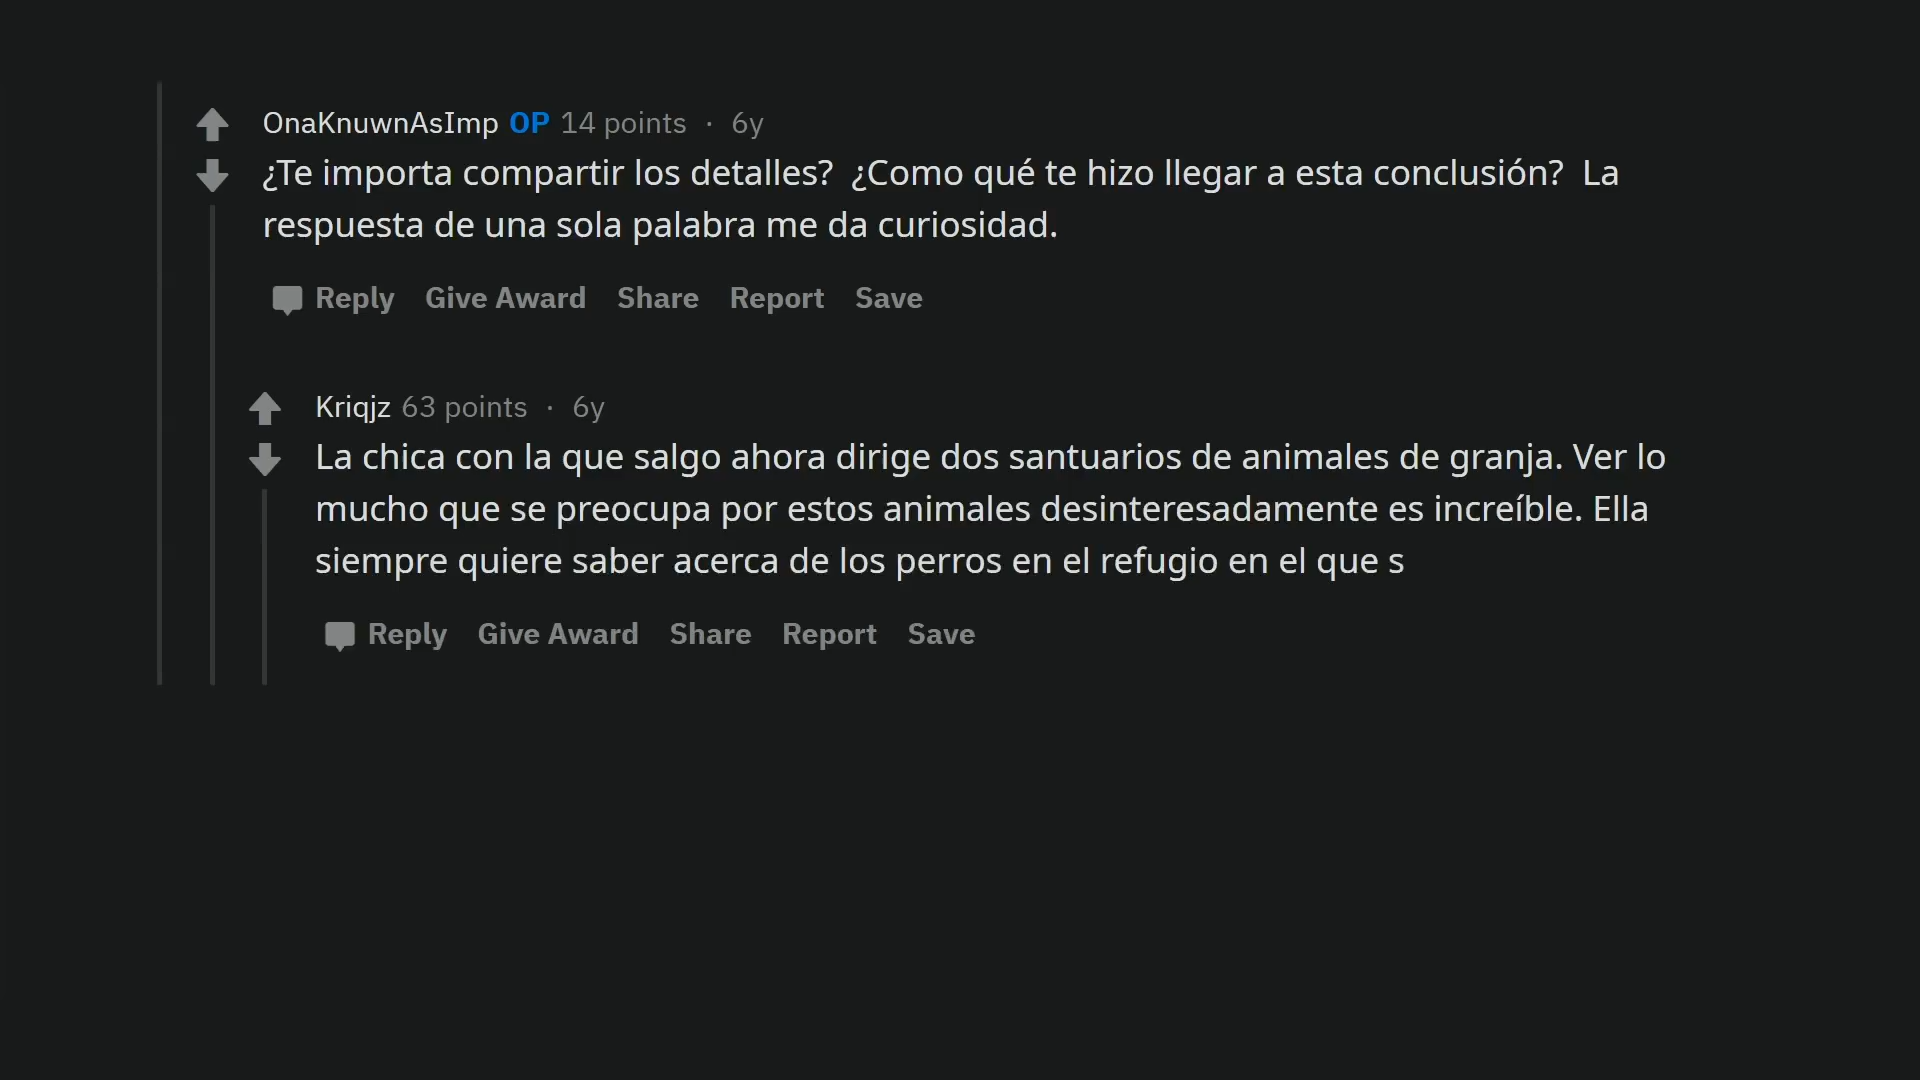 OnaKnuwnAsImp OP 14 points · 6y
¿Te importa compartir los detalles?  ¿Como qué te hizo llegar a esta conclusión?  La
respuesta de una sola palabra me da curiosidad.
Reply Give Award Share Report Save
Kriqjz 63 points · 6y
La chica con la que salgo ahora dirige dos santuarios de animales de granja. Ver lo
mucho que se preocupa por estos animales desinteresadamente es increíble. Ella
siempre quiere saber acerca de los perros en el refugio en el que s
Reply Give Award Share Report Save